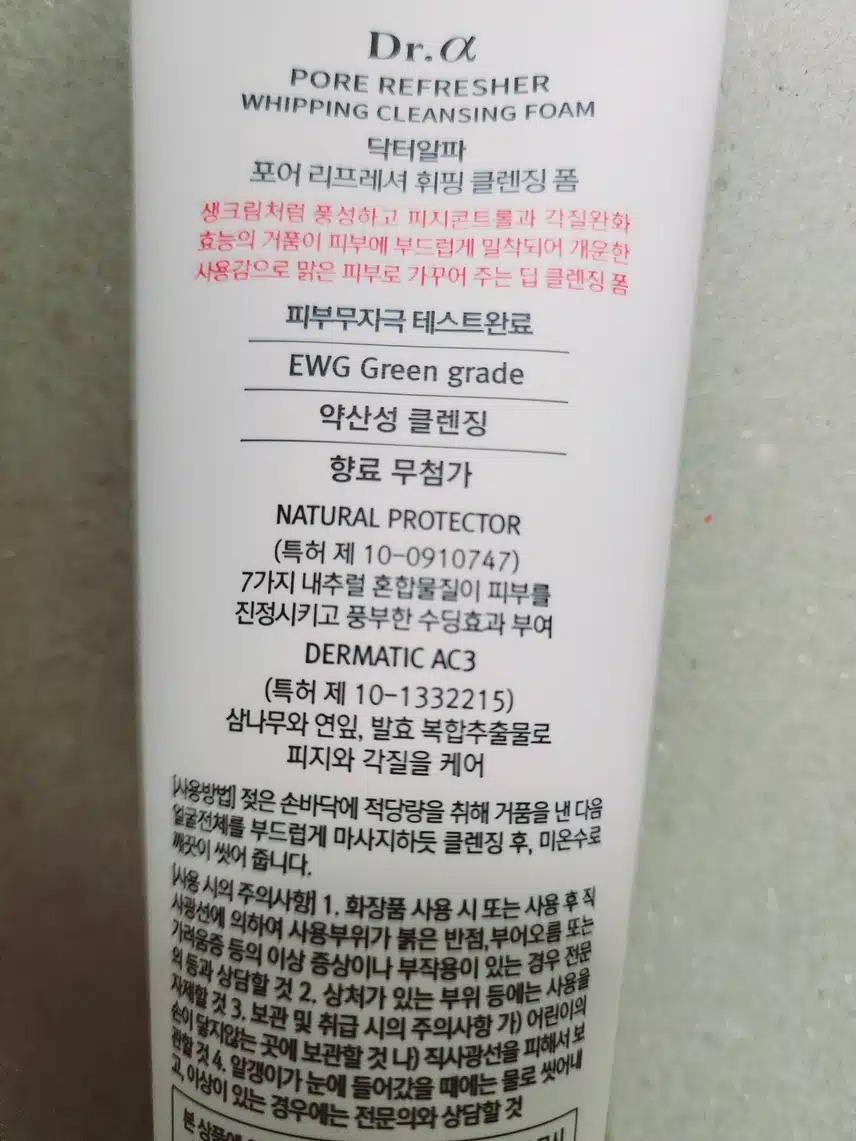 Dr.α
PORE REFRESHER
WHIPPING CLEANSING FOAM
닥터알파
포어 리프레셔 휘핑 클렌징 폼
생크림처럼 풍성하고 피지콘트롤과 각질완화
효능의 거품이 피부에 부드럽게 밀착되어 개운한
사용감으로 맑은 피부로 가꾸어 주는 딥 클렌징 폼
피부무자극 테스트완료
EWG Green grade
약산성 클렌징
향료 무첨가
NATURAL PROTECTOR
(특허 제 10-0910747)
7가지 내추럴 혼합물질이 피부를
진정시키고 풍부한 수딩효과 부여
DERMATIC AC3
(특허 제 10-1332215)
삼나무와 연잎, 발효 복합추출물로
피지와 각질을 케어
[사용방법] 젖은 손바닥에 적당량을 취해 거품을 낸 다음
얼굴전체를 부드럽게 마사지하듯 클렌징 후, 미온수로
깨끗이 씻어 줍니다.
[사용 시의 주의사항] 1. 화장품 사용 시 또는 사용 후 직
사광선에 의하여 사용부위가 붉은 반점,부어오름 또는
가려움증 등의 이상 증상이나 부작용이 있는 경우 전문
의 등과 상담할 것 2. 상처가 있는 부위 등에는 사용을
자제할 것 3. 보관 및 취급 시의 주의사항 가) 어린이의
손이 닿지않는 곳에 보관할 것 나) 직사광선을 피해서 보
관할 것 4. 알갱이가 눈에 들어갔을 때에는 물로 씻어내
고, 이상이 있는 경우에는 전문의와 상담할 것
본 상품에